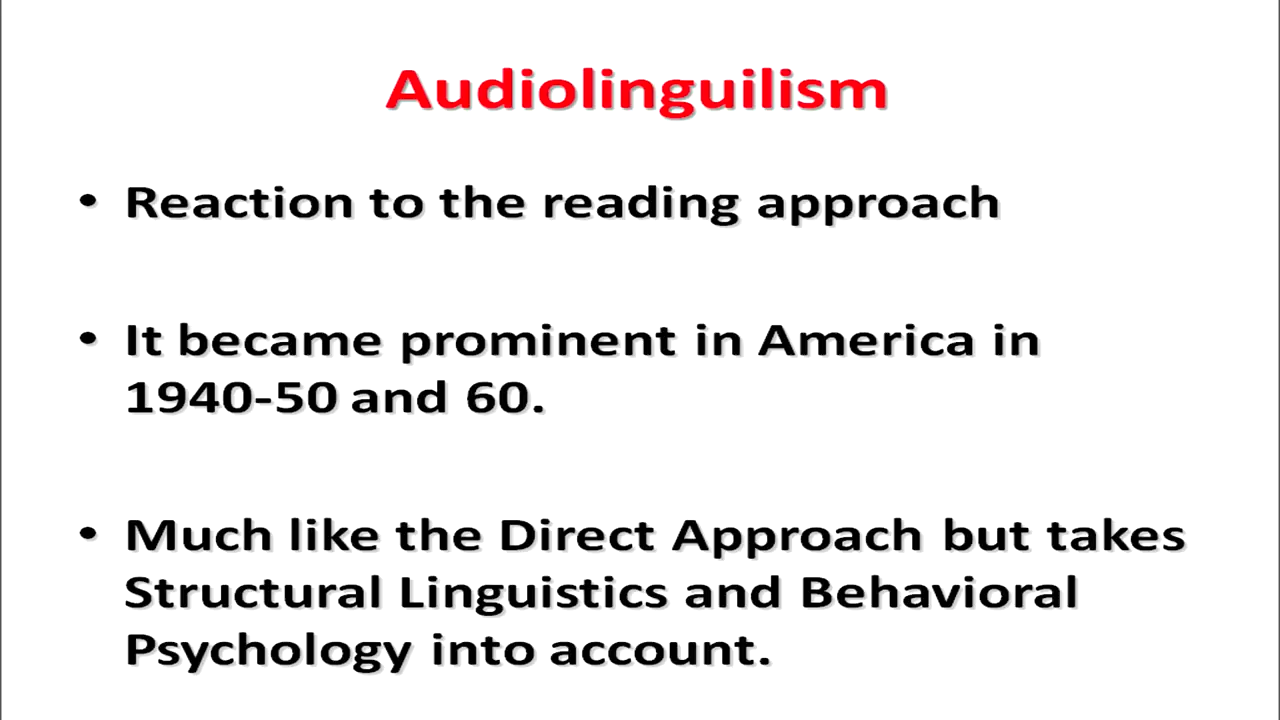 Audiolinguilism
• Reaction to the reading approach
• It became prominent in America in
1940-50 and 60.
• Much like the Direct Approach but takes
Structural Linguistics and Behavioral
Psychology into account.